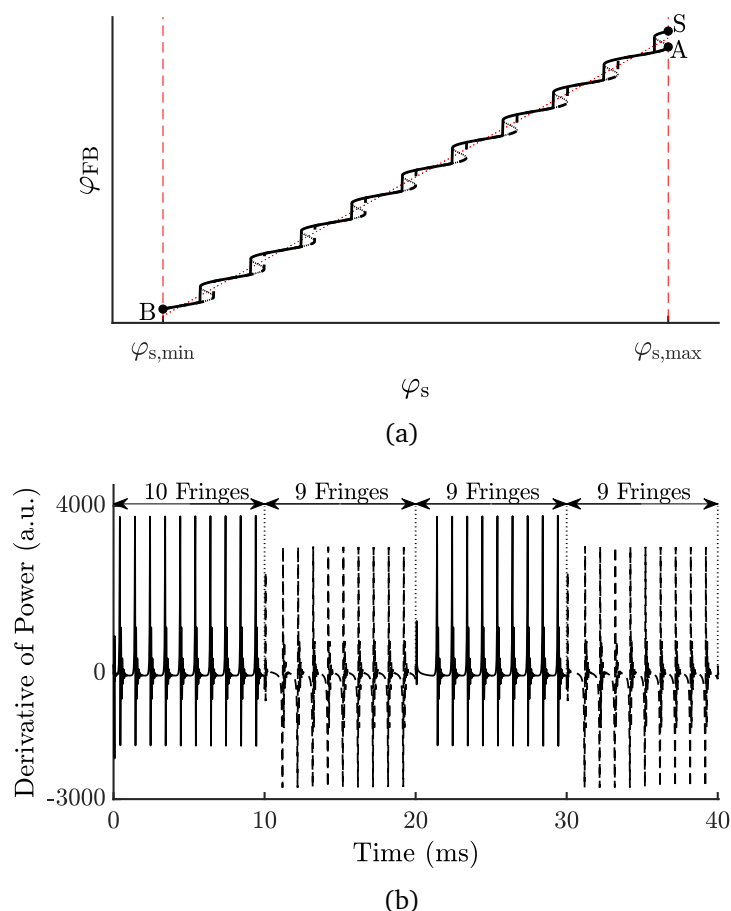 S
A
φFB
B
φs,min
φs,max
φs
(a)
10 Fringes 9 Fringes 9 Fringes 9 Fringes
4000
0
-3000
Derivative of Power (a.u.)
0 10 20 30 40
Time (ms)
(b)